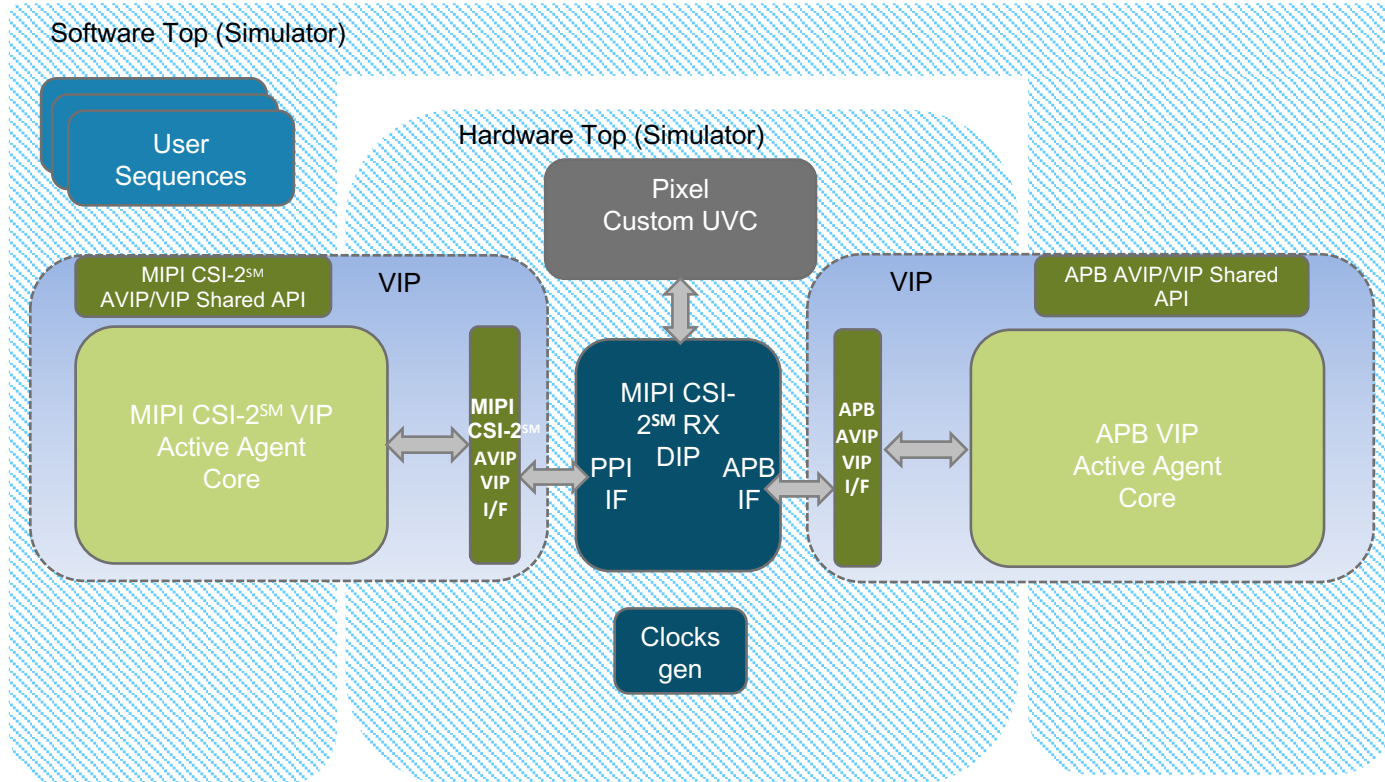 Software Top (Simulator)
User
Sequences
Hardware Top (Simulator)
Pixel
Custom UVC
MIPI CSI-2℠
AVIP/VIP Shared API
VIP
MIPI CSI-2℠ VIP
Active Agent
Core
MIPI
CSI-2℠
AVIP
VIP
I/F
MIPI CSI-
2℠ RX
DIP
PPI
IF
APB
IF
VIP
APB AVIP/VIP Shared
API
APB
AVIP
VIP
I/F
APB VIP
Active Agent
Core
Clocks
gen